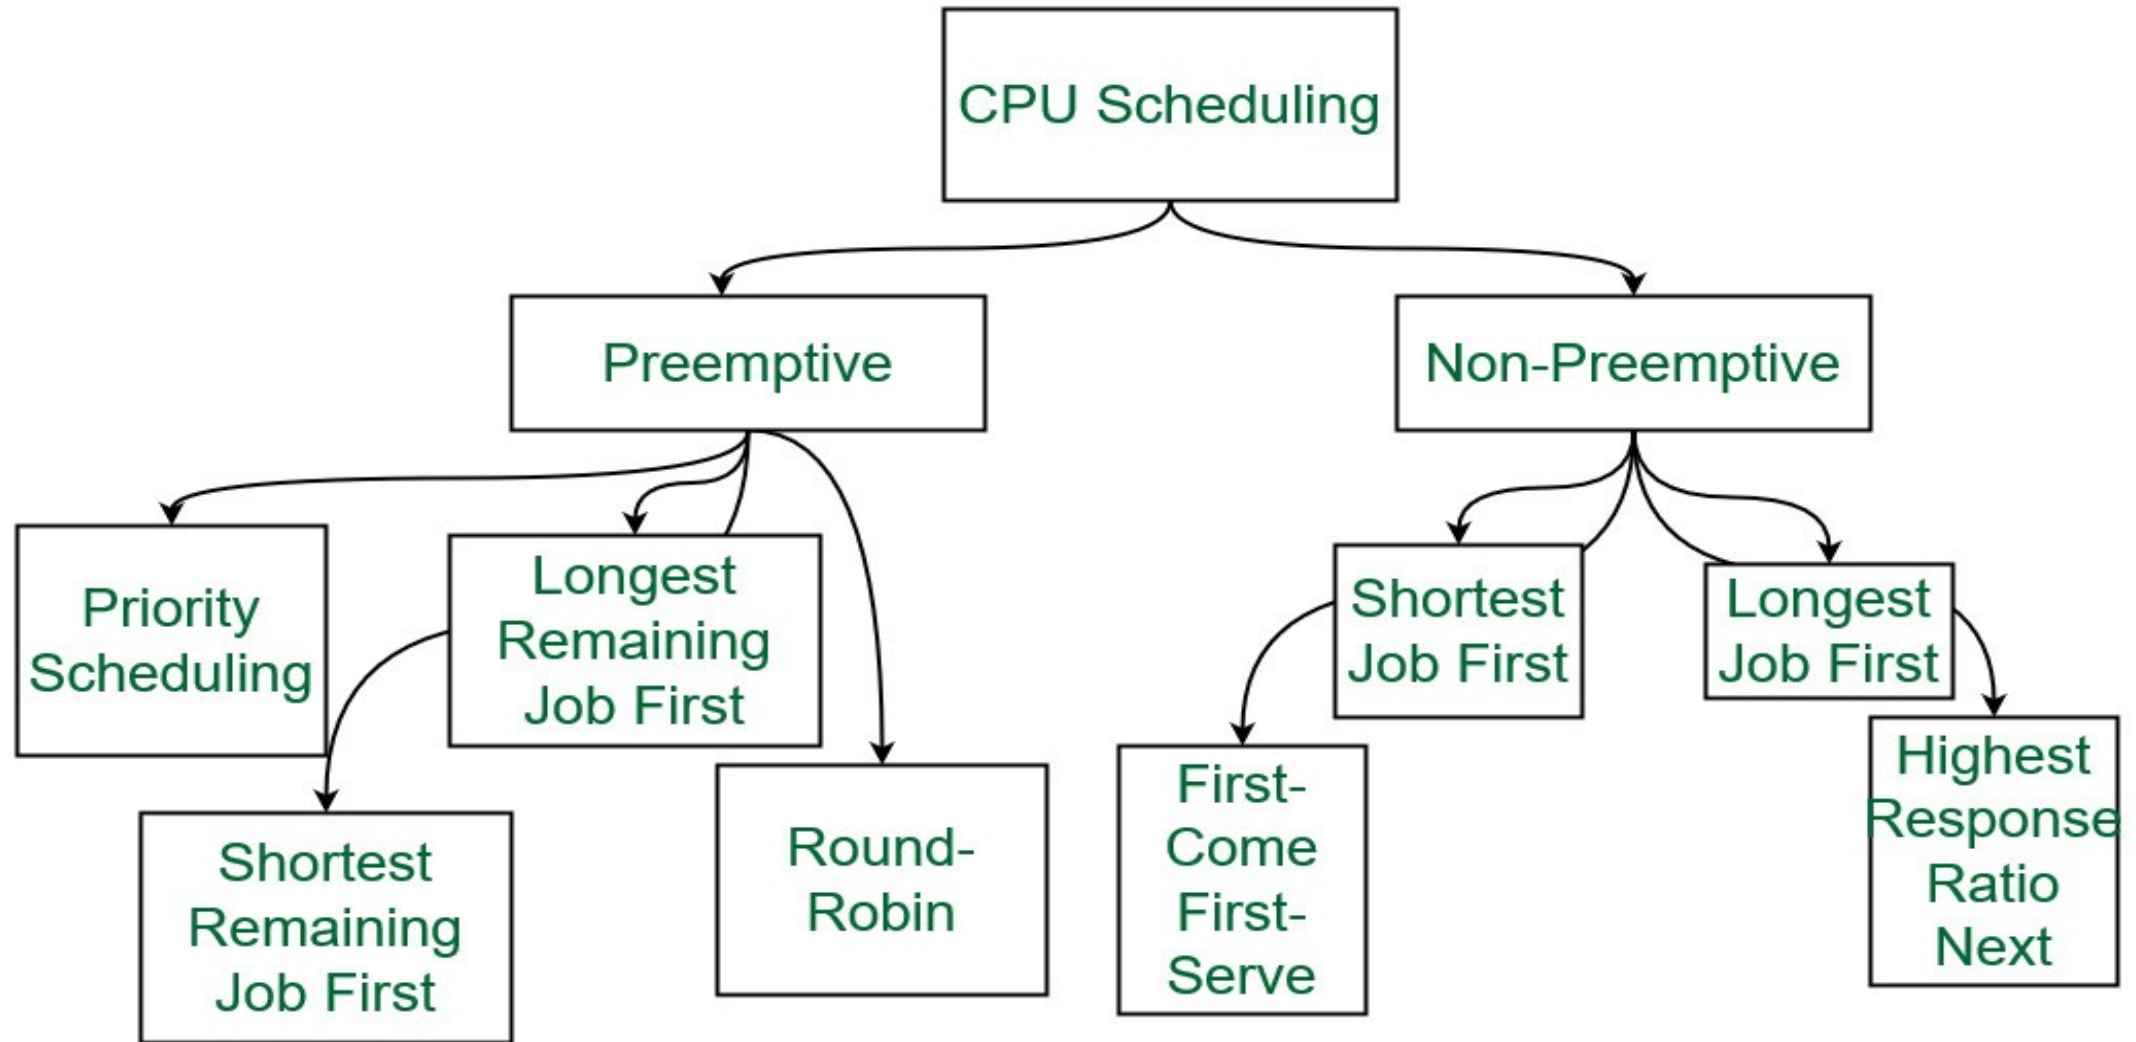 CPU Scheduling
Preemptive
Non-Preemptive
Priority
Scheduling
Longest
Remaining
Job First
Shortest
Remaining
Job First
Round-
Robin
Shortest
Job First
Longest
Job First
First-
Come
First-
Serve
Highest
Response
Ratio
Next